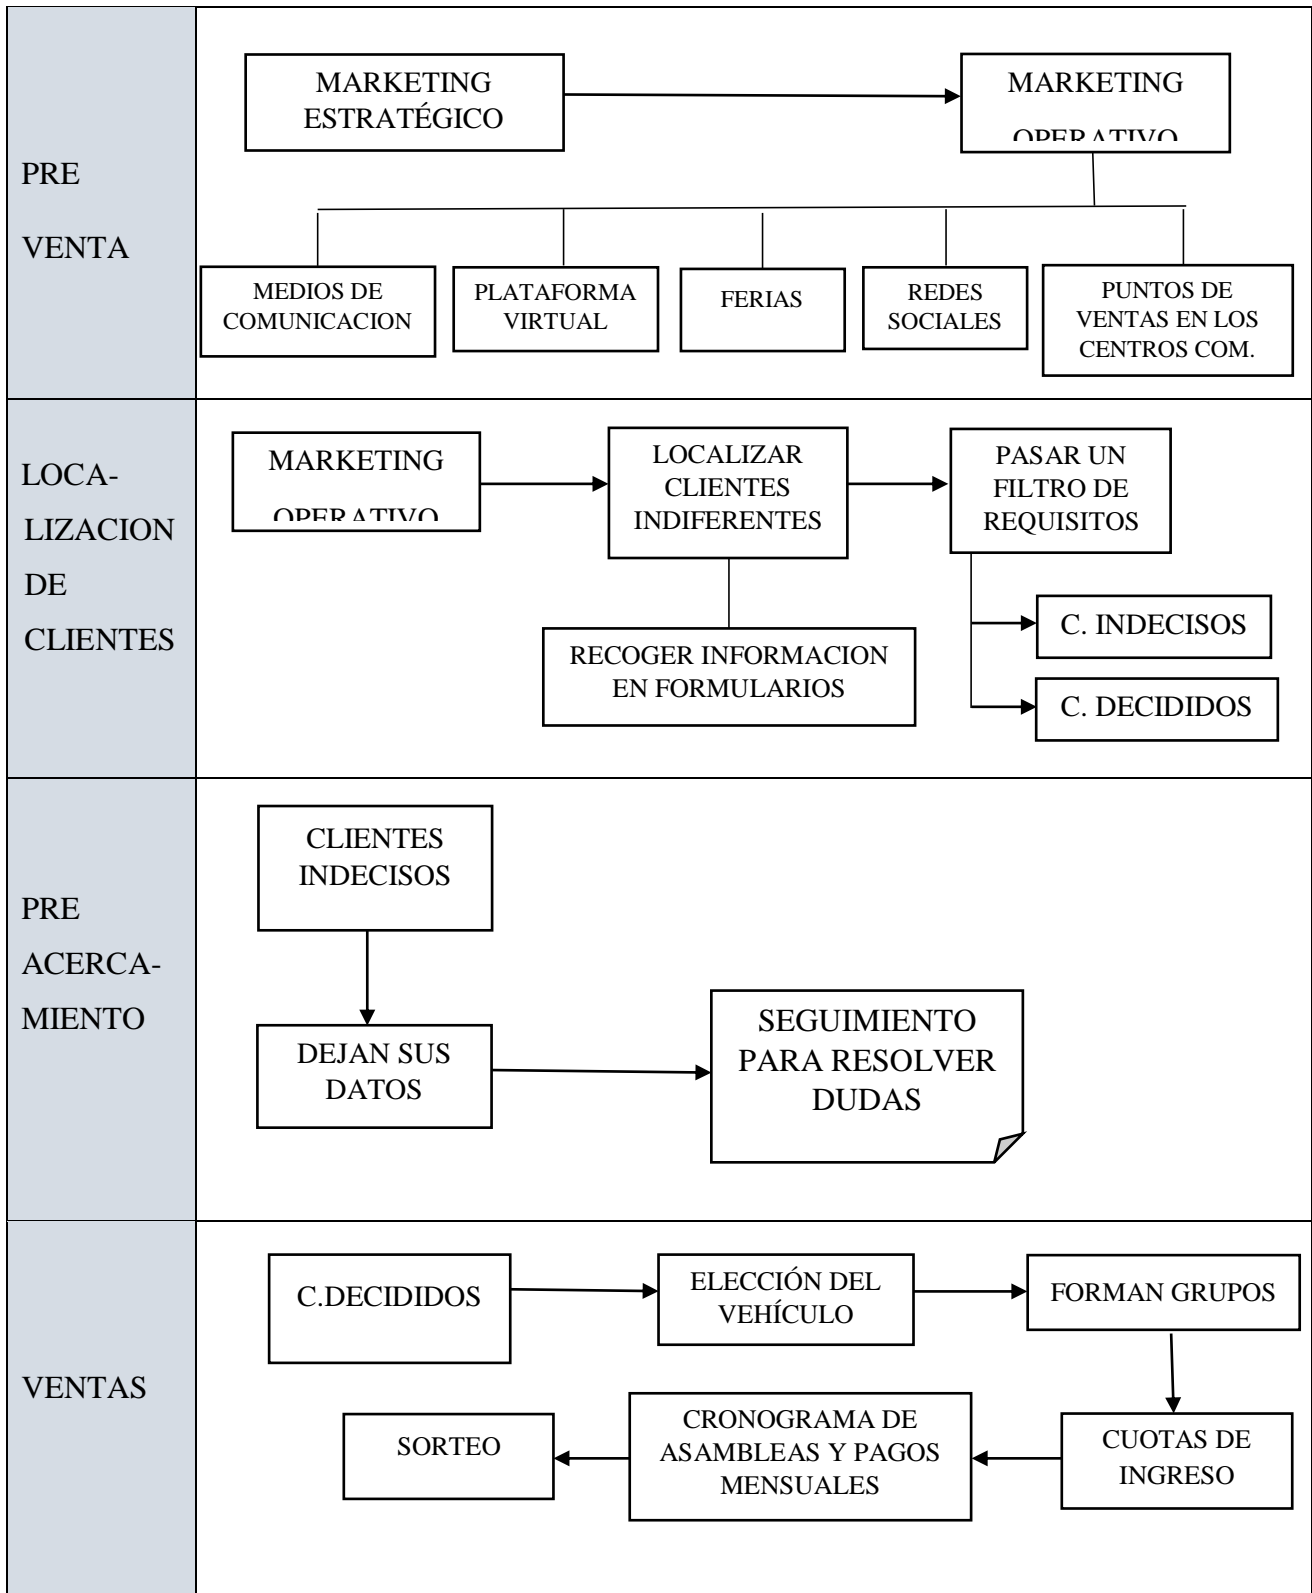 PRE
VENTA
MARKETING
ESTRATÉGICO
MARKETING
OPERATIVO
MEDIOS DE
COMUNICACION
PLATAFORMA
VIRTUAL
FERIAS
REDES
SOCIALES
PUNTOS DE
VENTAS EN LOS
CENTROS COM.
LOCA-
LIZACION
DE
CLIENTES
MARKETING
OPERATIVO
LOCALIZAR
CLIENTES
INDIFERENTES
PASAR UN
FILTRO DE
REQUISITOS
RECOGER INFORMACION
EN FORMULARIOS
C. INDECISOS
C. DECIDIDOS
PRE
ACERCA-
MIENTO
CLIENTES
INDECISOS
DEJAN SUS
DATOS
SEGUIMIENTO
PARA RESOLVER
DUDAS
VENTAS
C.DECIDIDOS
ELECCIÓN DEL
VEHÍCULO
FORMAN GRUPOS
CUOTAS DE
INGRESO
CRONOGRAMA DE
ASAMBLEAS Y PAGOS
MENSUALES
SORTEO